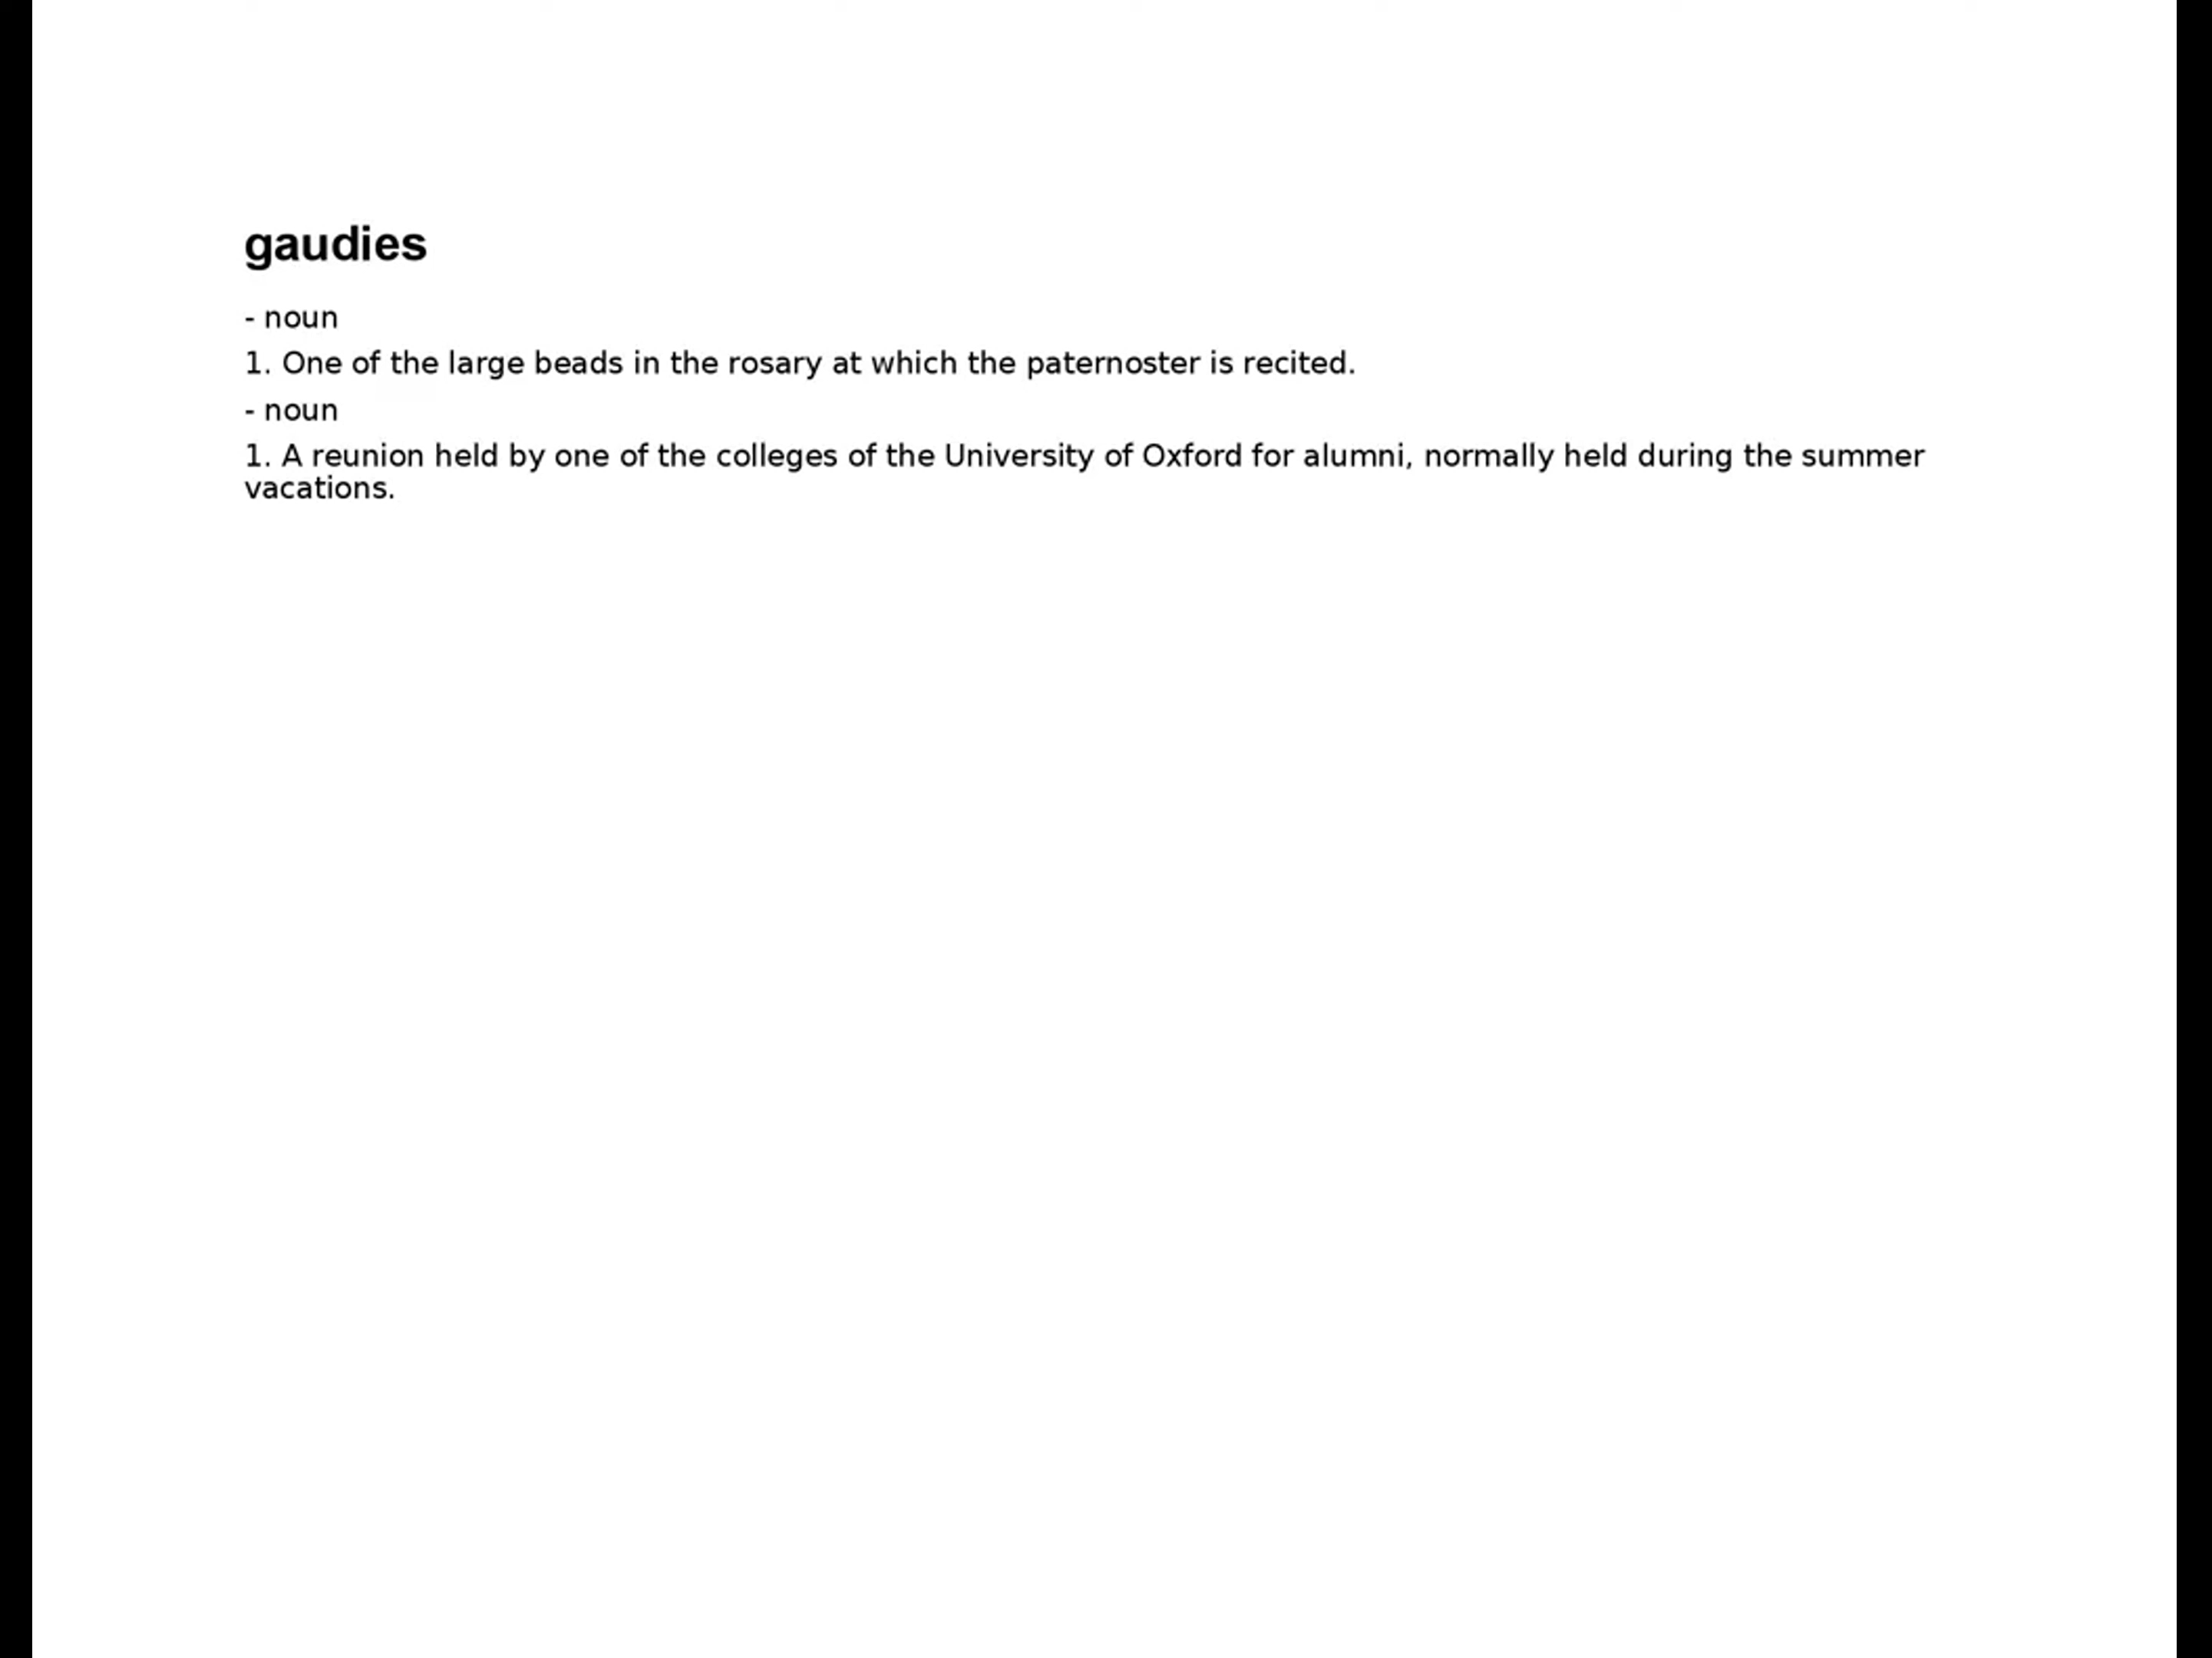 gaudies
- noun
1. One of the large beads in the rosary at which the paternoster is recited.
- noun
1. A reunion held by one of the colleges of the University of Oxford for alumni, normally held during the summer
vacations.